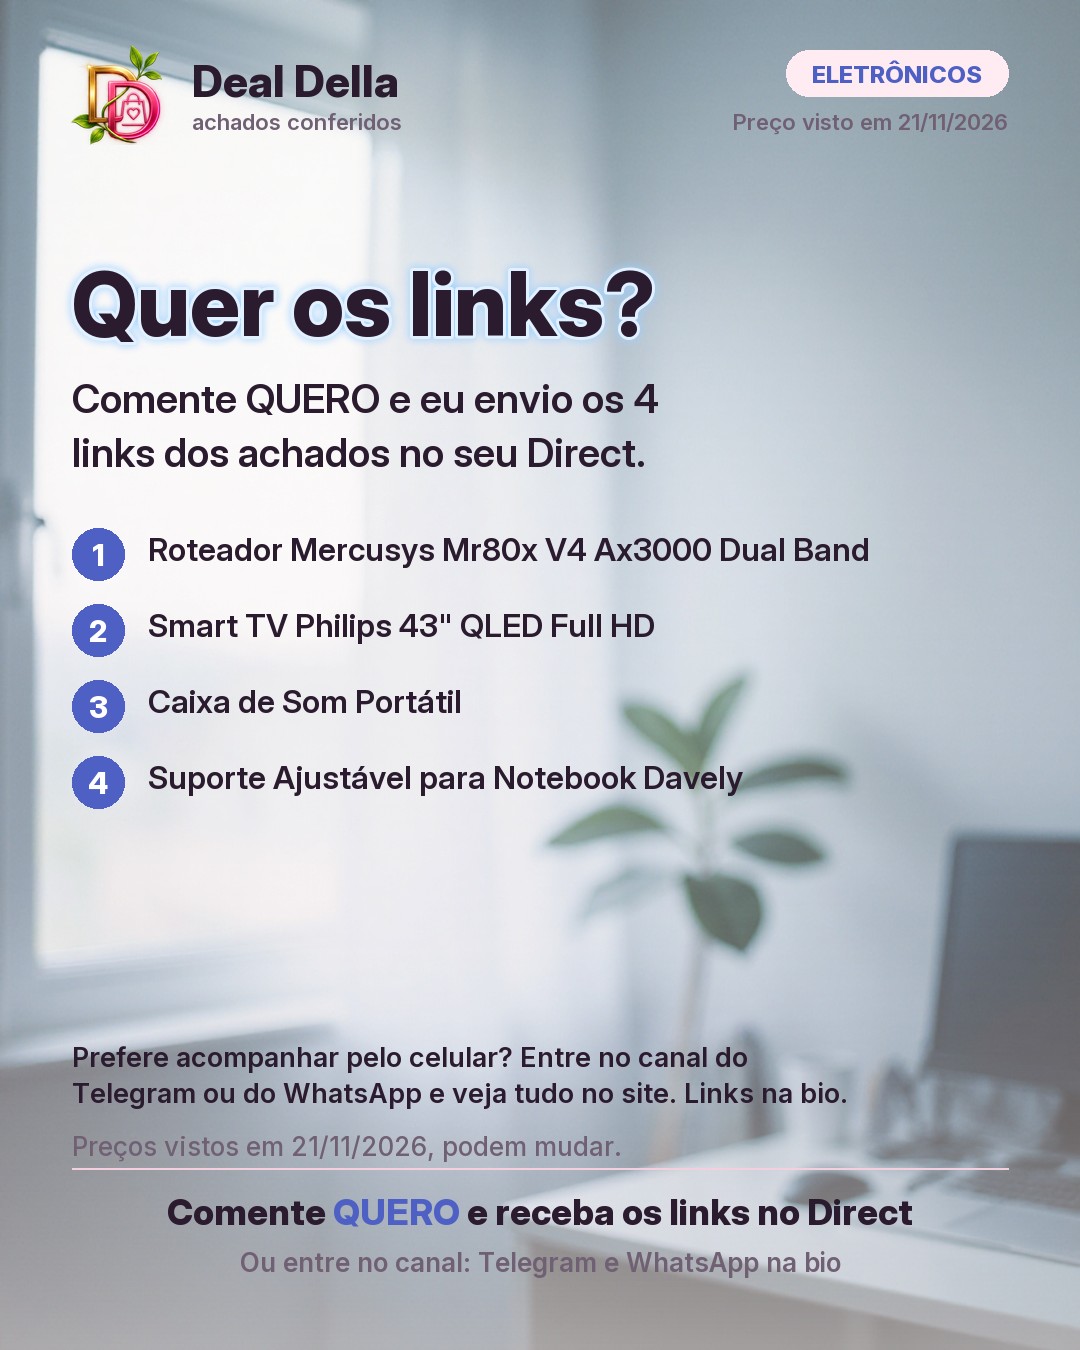 Deal Della
achados conferidos
ELETRÔNICOS
Preço visto em 21/11/2026
Quer os links?
Comente QUERO e eu envio os 4
links dos achados no seu Direct.
1 Roteador Mercusys Mr80x V4 Ax3000 Dual Band
2 Smart TV Philips 43" QLED Full HD
3 Caixa de Som Portátil
4 Suporte Ajustável para Notebook Davely
Prefere acompanhar pelo celular? Entre no canal do
Telegram ou do WhatsApp e veja tudo no site. Links na bio.
Preços vistos em 21/11/2026, podem mudar.
Comente QUERO e receba os links no Direct
Ou entre no canal: Telegram e WhatsApp na bio